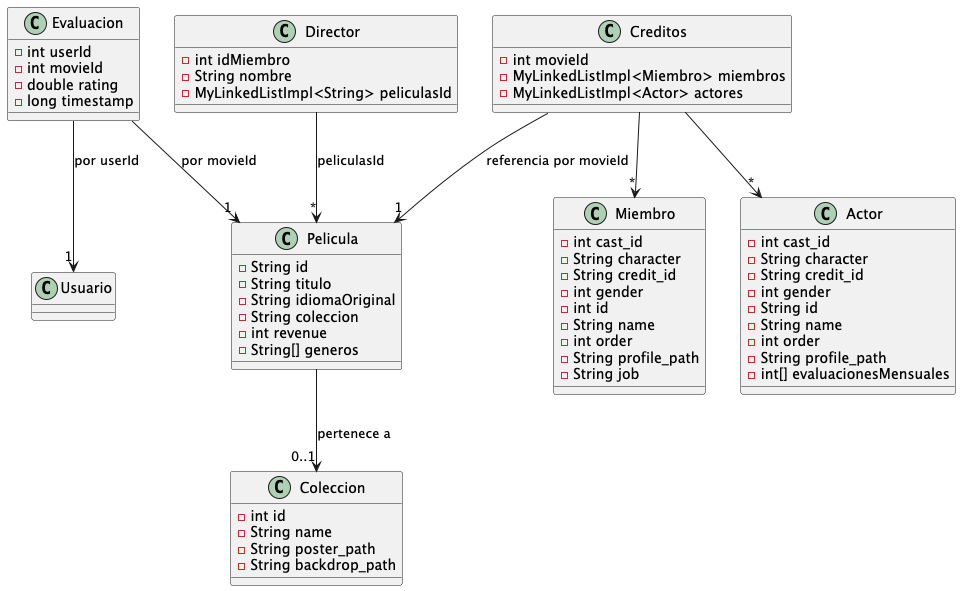 C Evaluacion
int userId
int movieId
double rating
long timestamp
C Director
int idMiembro
String nombre
MyLinkedListImpl<String> peliculasId
C Creditos
int movieId
MyLinkedListImpl<Miembro> miembros
MyLinkedListImpl<Actor> actores
por userId
por movieId
peliculasId
referencia por movieId
1
1
*
1
*
*
C Usuario
C Pelicula
String id
String titulo
String idiomaOriginal
String coleccion
int revenue
String[] generos
C Miembro
int cast_id
String character
String credit_id
int gender
int id
String name
int order
String profile_path
String job
C Actor
int cast_id
String character
String credit_id
int gender
String id
String name
int order
String profile_path
int[] evaluacionesMensuales
pertenece a
0..1
C Coleccion
int id
String name
String poster_path
String backdrop_path